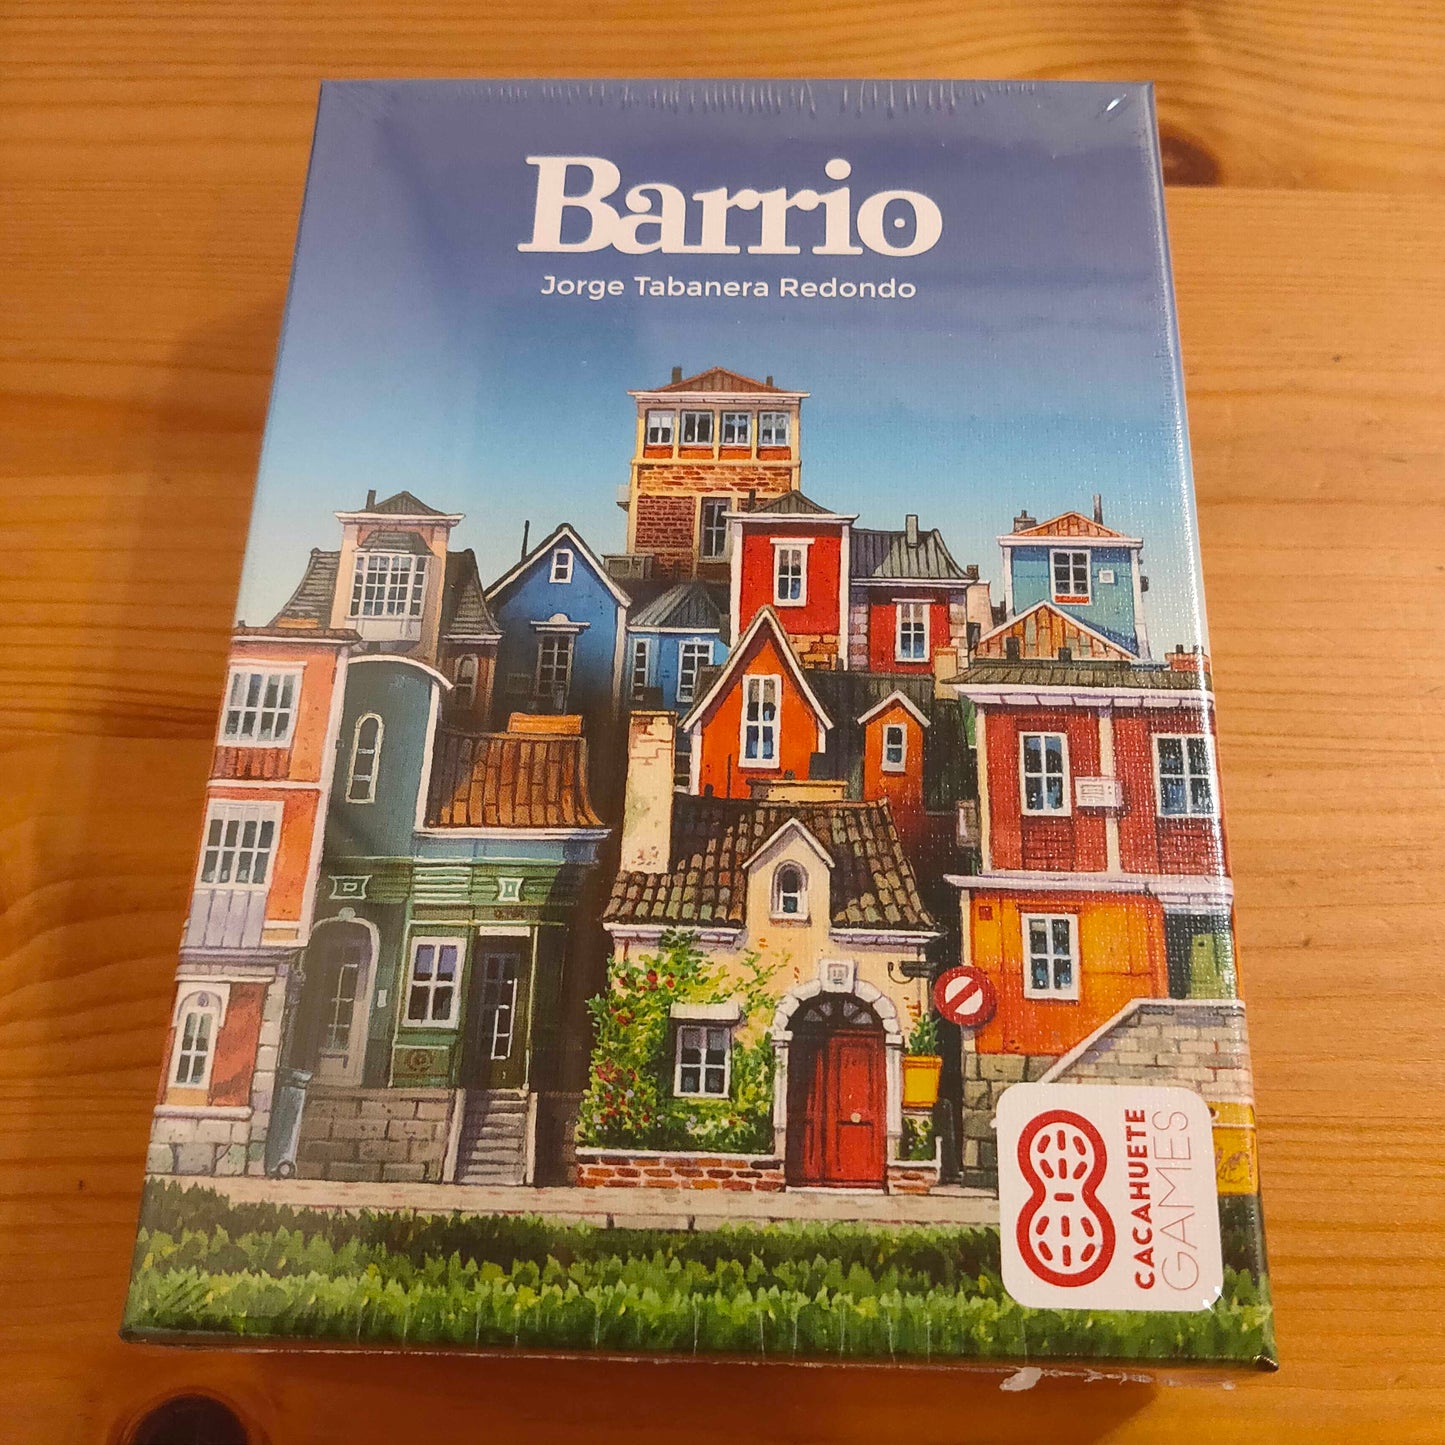 Barrio
Jorge Tabanera Redondo
CACAHUETE
GAMES